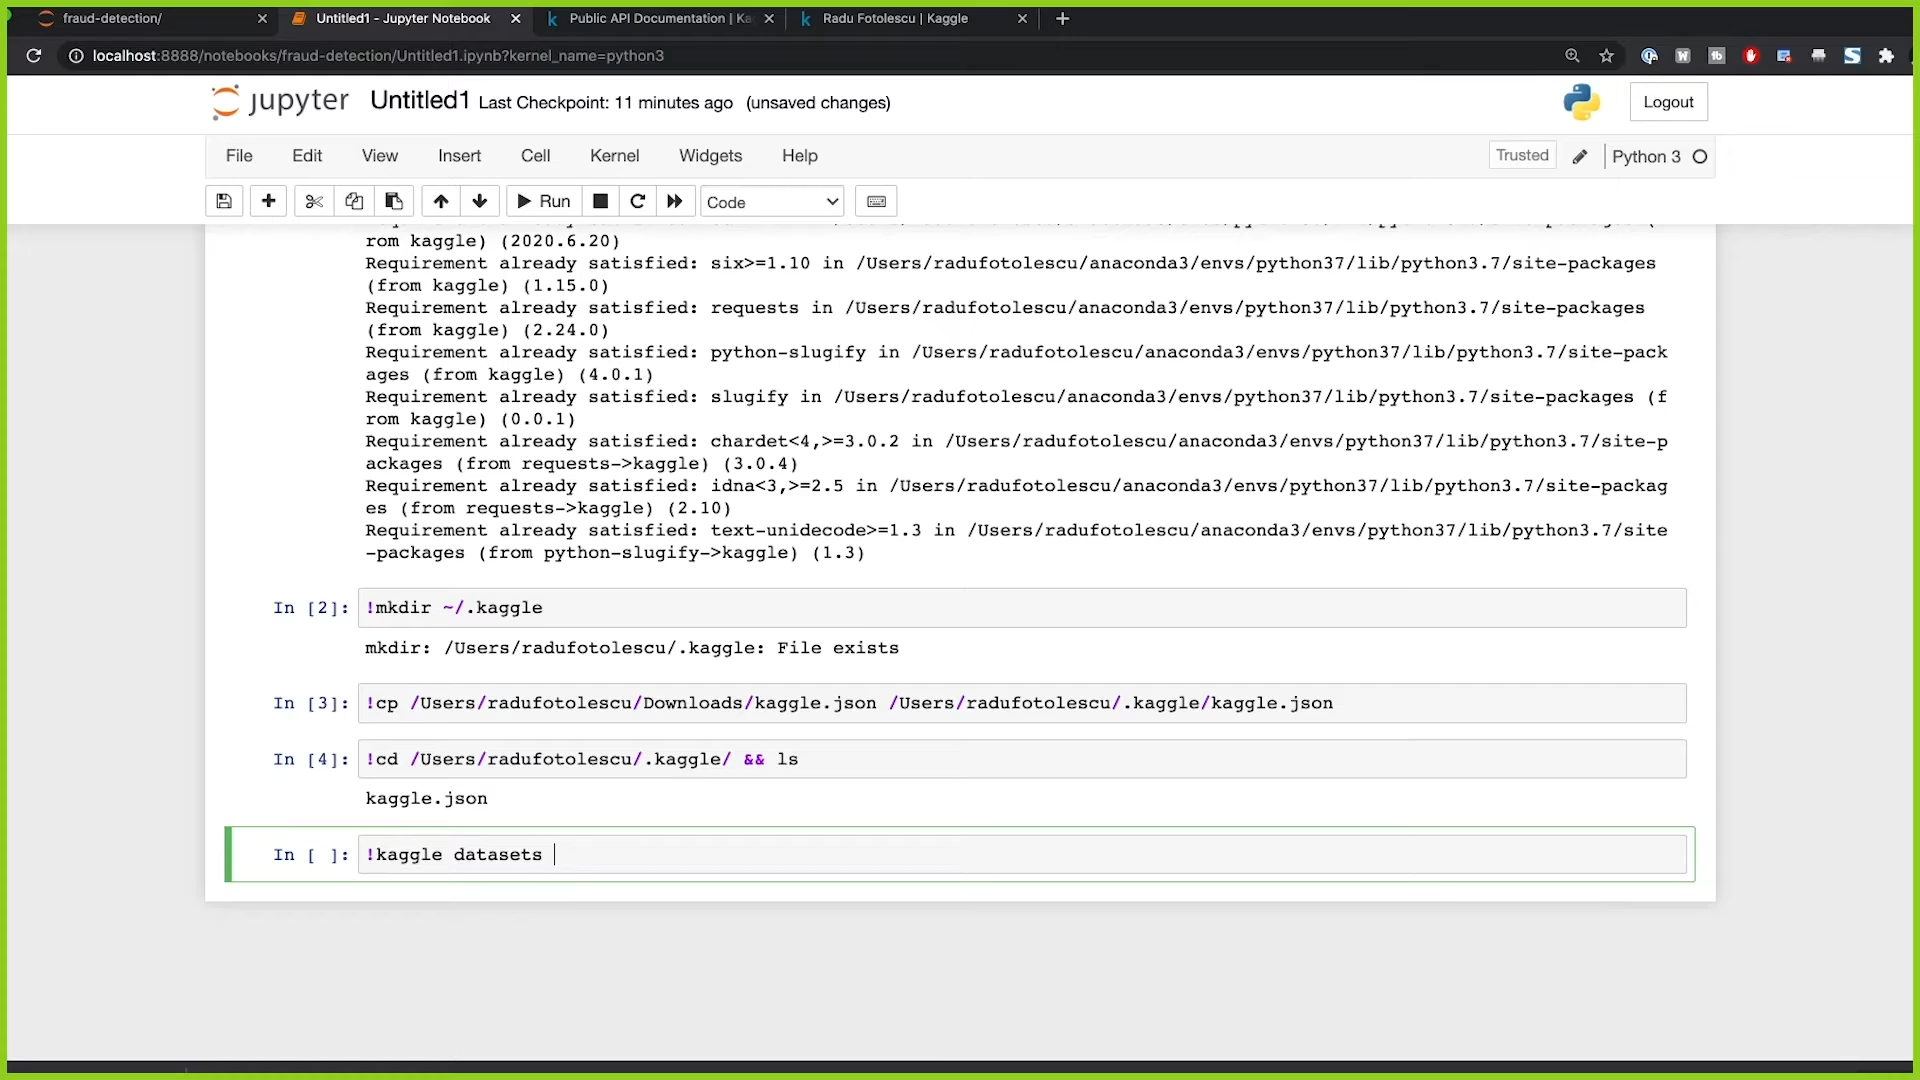 fraud-detection/
Untitled1 - Jupyter Notebook
Public API Documentation | Ka
Radu Fotolescu | Kaggle
localhost:8888/notebooks/fraud-detection/Untitled1.ipynb?kernel_name=python3
jupyter Untitled1 Last Checkpoint: 11 minutes ago (unsaved changes)
Logout
File Edit View Insert Cell Kernel Widgets Help
Trusted
Python 3
Run
Code
rom kaggle) (2020.6.20)
Requirement already satisfied: six>=1.10 in /Users/radufotolescu/anaconda3/envs/python37/lib/python3.7/site-packages
(from kaggle) (1.15.0)
Requirement already satisfied: requests in /Users/radufotolescu/anaconda3/envs/python37/lib/python3.7/site-packages
(from kaggle) (2.24.0)
Requirement already satisfied: python-slugify in /Users/radufotolescu/anaconda3/envs/python37/lib/python3.7/site-pack
ages (from kaggle) (4.0.1)
Requirement already satisfied: slugify in /Users/radufotolescu/anaconda3/envs/python37/lib/python3.7/site-packages (f
rom kaggle) (0.0.1)
Requirement already satisfied: chardet<4,>=3.0.2 in /Users/radufotolescu/anaconda3/envs/python37/lib/python3.7/site-p
ackages (from requests->kaggle) (3.0.4)
Requirement already satisfied: idna<3,>=2.5 in /Users/radufotolescu/anaconda3/envs/python37/lib/python3.7/site-packag
es (from requests->kaggle) (2.10)
Requirement already satisfied: text-unidecode>=1.3 in /Users/radufotolescu/anaconda3/envs/python37/lib/python3.7/site
-packages (from python-slugify->kaggle) (1.3)
In [2]: !mkdir ~/.kaggle
mkdir: /Users/radufotolescu/.kaggle: File exists
In [3]: !cp /Users/radufotolescu/Downloads/kaggle.json /Users/radufotolescu/.kaggle/kaggle.json
In [4]: !cd /Users/radufotolescu/.kaggle/ && ls
kaggle.json
In [ ]: !kaggle datasets